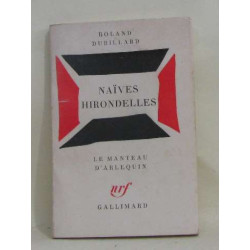 ROLAND
DUBILLARD
NAÏVES
HIRONDELLES
LE MANTEAU
D'ARLEQUIN
nrf
GALLIMARD